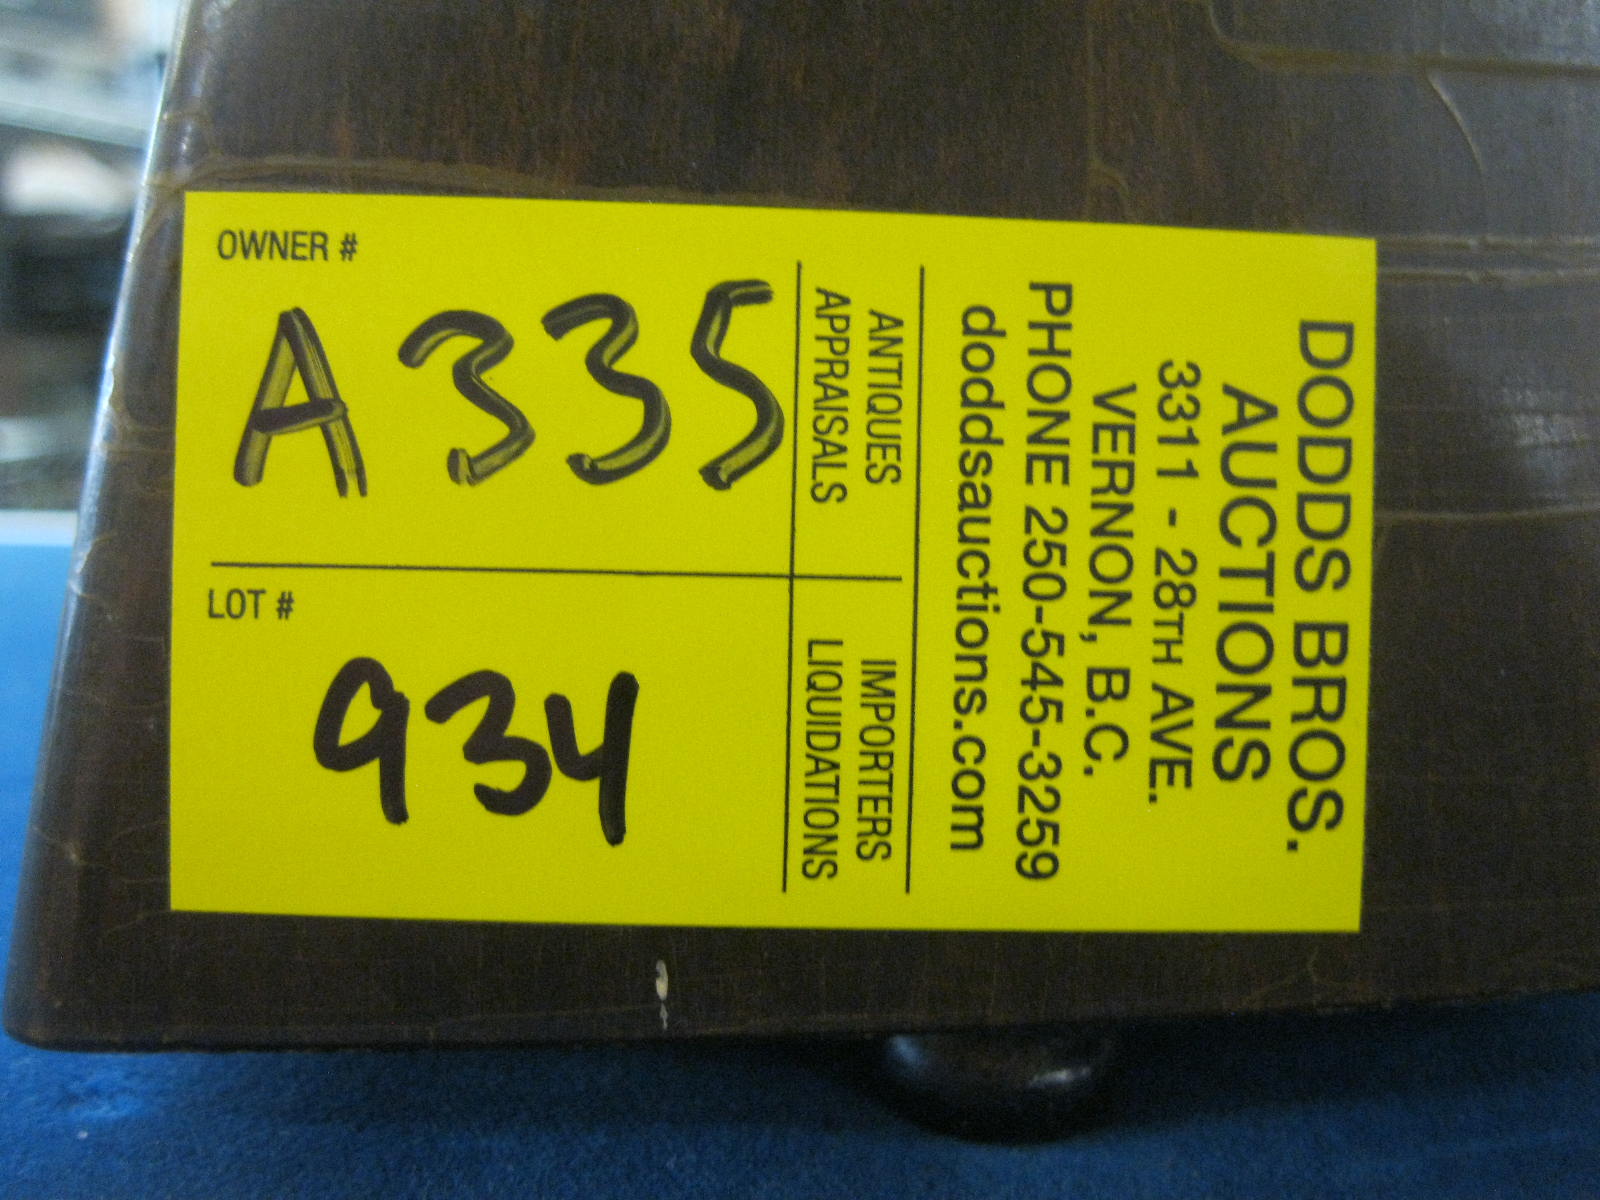 OWNER #
A335
LOT #
934
DODDS BROS.
AUCTIONS
3311 - 28TH AVE.
VERNON, B.C.
PHONE 250-545-3259
doddsauctions.com
ANTIQUES
APPRAISALS
IMPORTERS
LIQUIDATIONS